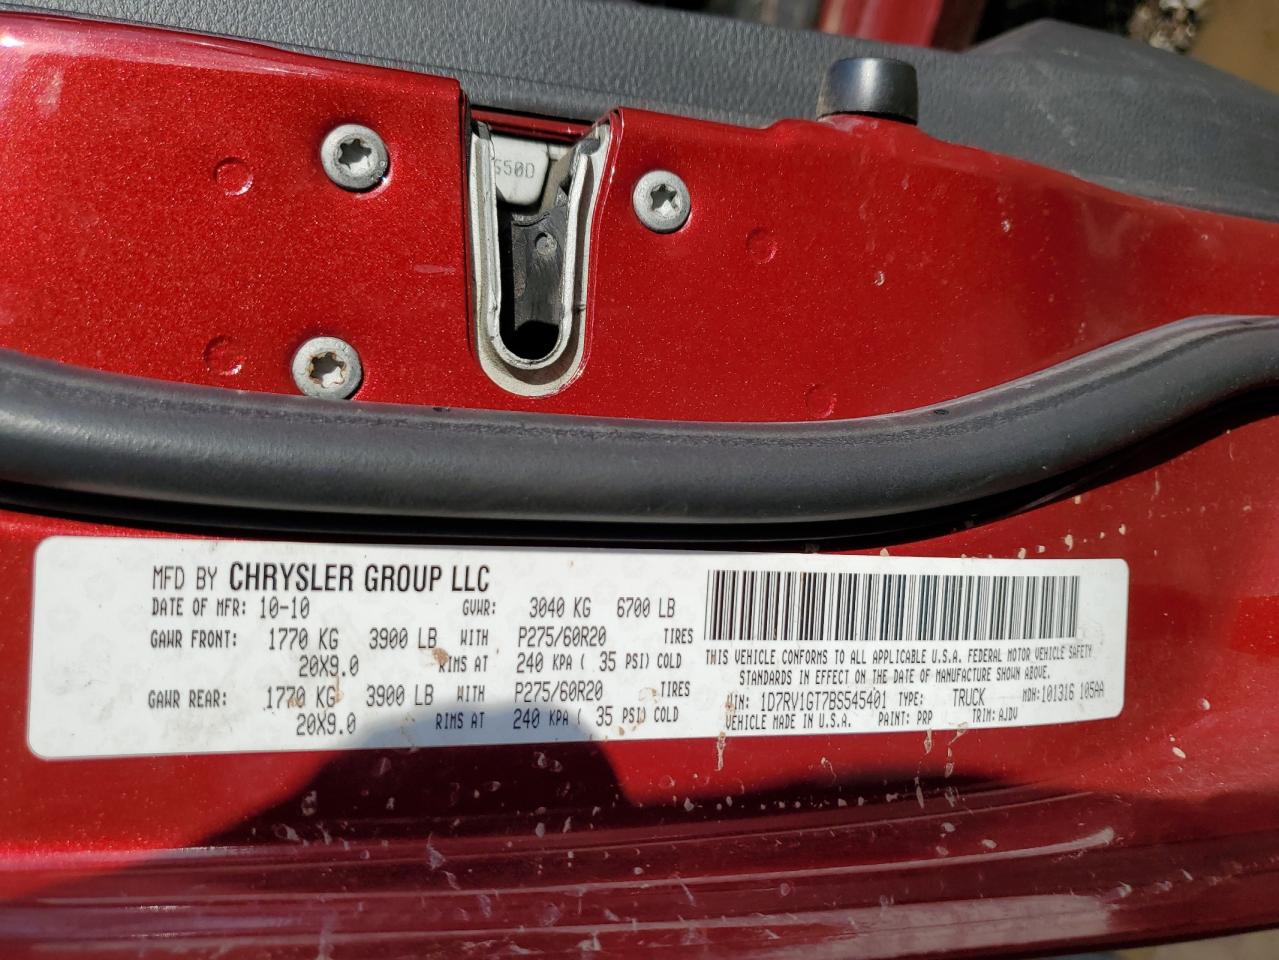 S50D
MFD BY CHRYSLER GROUP LLC
DATE OF MFR: 10-10 GVWR: 3040 KG 6700 LB
GAWR FRONT: 1770 KG 3900 LB WITH P275/60R20 TIRES
20X9.0 RIMS AT 240 KPA ( 35 PSI) COLD
GAWR REAR: 1770 KG 3900 LB WITH P275/60R20 TIRES
20X9.0 RIMS AT 240 KPA ( 35 PSI) COLD
THIS VEHICLE CONFORMS TO ALL APPLICABLE U.S.A. FEDERAL MOTOR VEHICLE SAFETY
STANDARDS IN EFFECT ON THE DATE OF MANUFACTURE SHOWN ABOVE.
VIN: 1D7RV1GT7BS545401 TYPE: TRUCK MDH:101316 105AA
VEHICLE MADE IN U.S.A. PAINT: PRP TRIM: AJDV